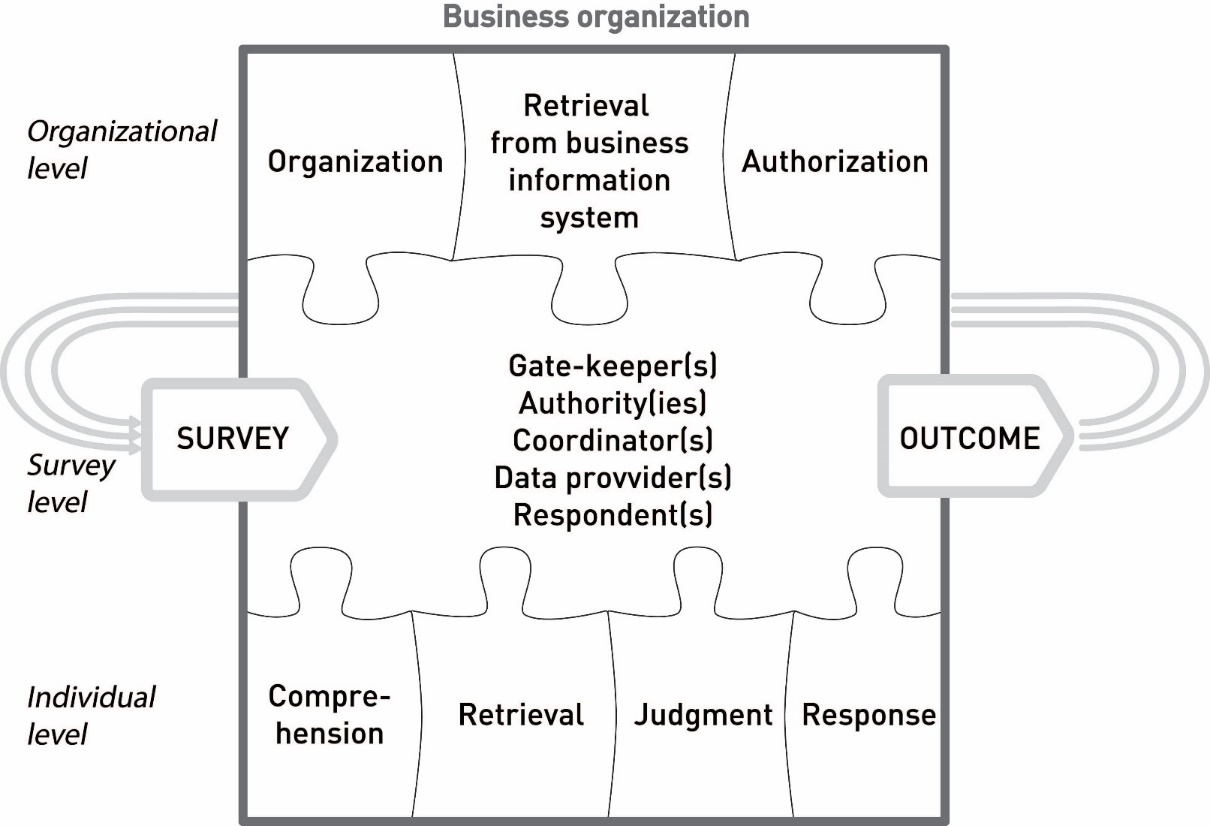 Business organization
Organizational
level
Organization
Retrieval
from business
information
system
Authorization
Gate-keeper(s)
Authority(ies)
Coordinator(s)
Data provvider(s)
Respondent(s)
SURVEY
OUTCOME
Survey
level
Individual
level
Compre-
hension
Retrieval
Judgment
Response